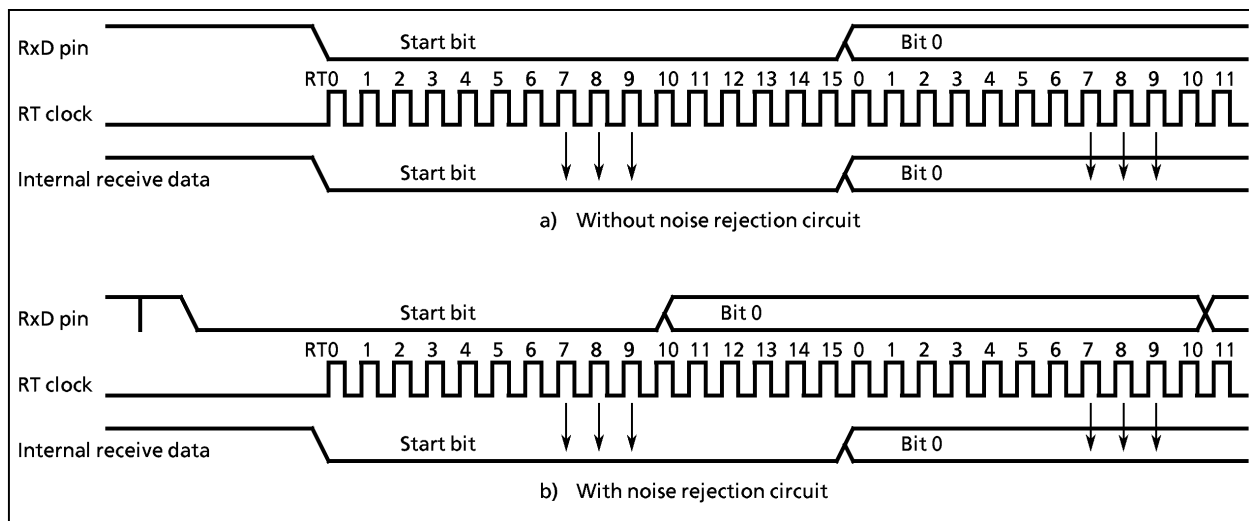 RxD pin Start bit Bit 0
RT0 1 2 3 4 5 6 7 8 9 10 11 12 13 14 15 0 1 2 3 4 5 6 7 8 9 10 11
RT clock
Internal receive data Start bit Bit 0
a) Without noise rejection circuit
RxD pin Start bit Bit 0
RT0 1 2 3 4 5 6 7 8 9 10 11 12 13 14 15 0 1 2 3 4 5 6 7 8 9 10 11
RT clock
Internal receive data Start bit Bit 0
b) With noise rejection circuit